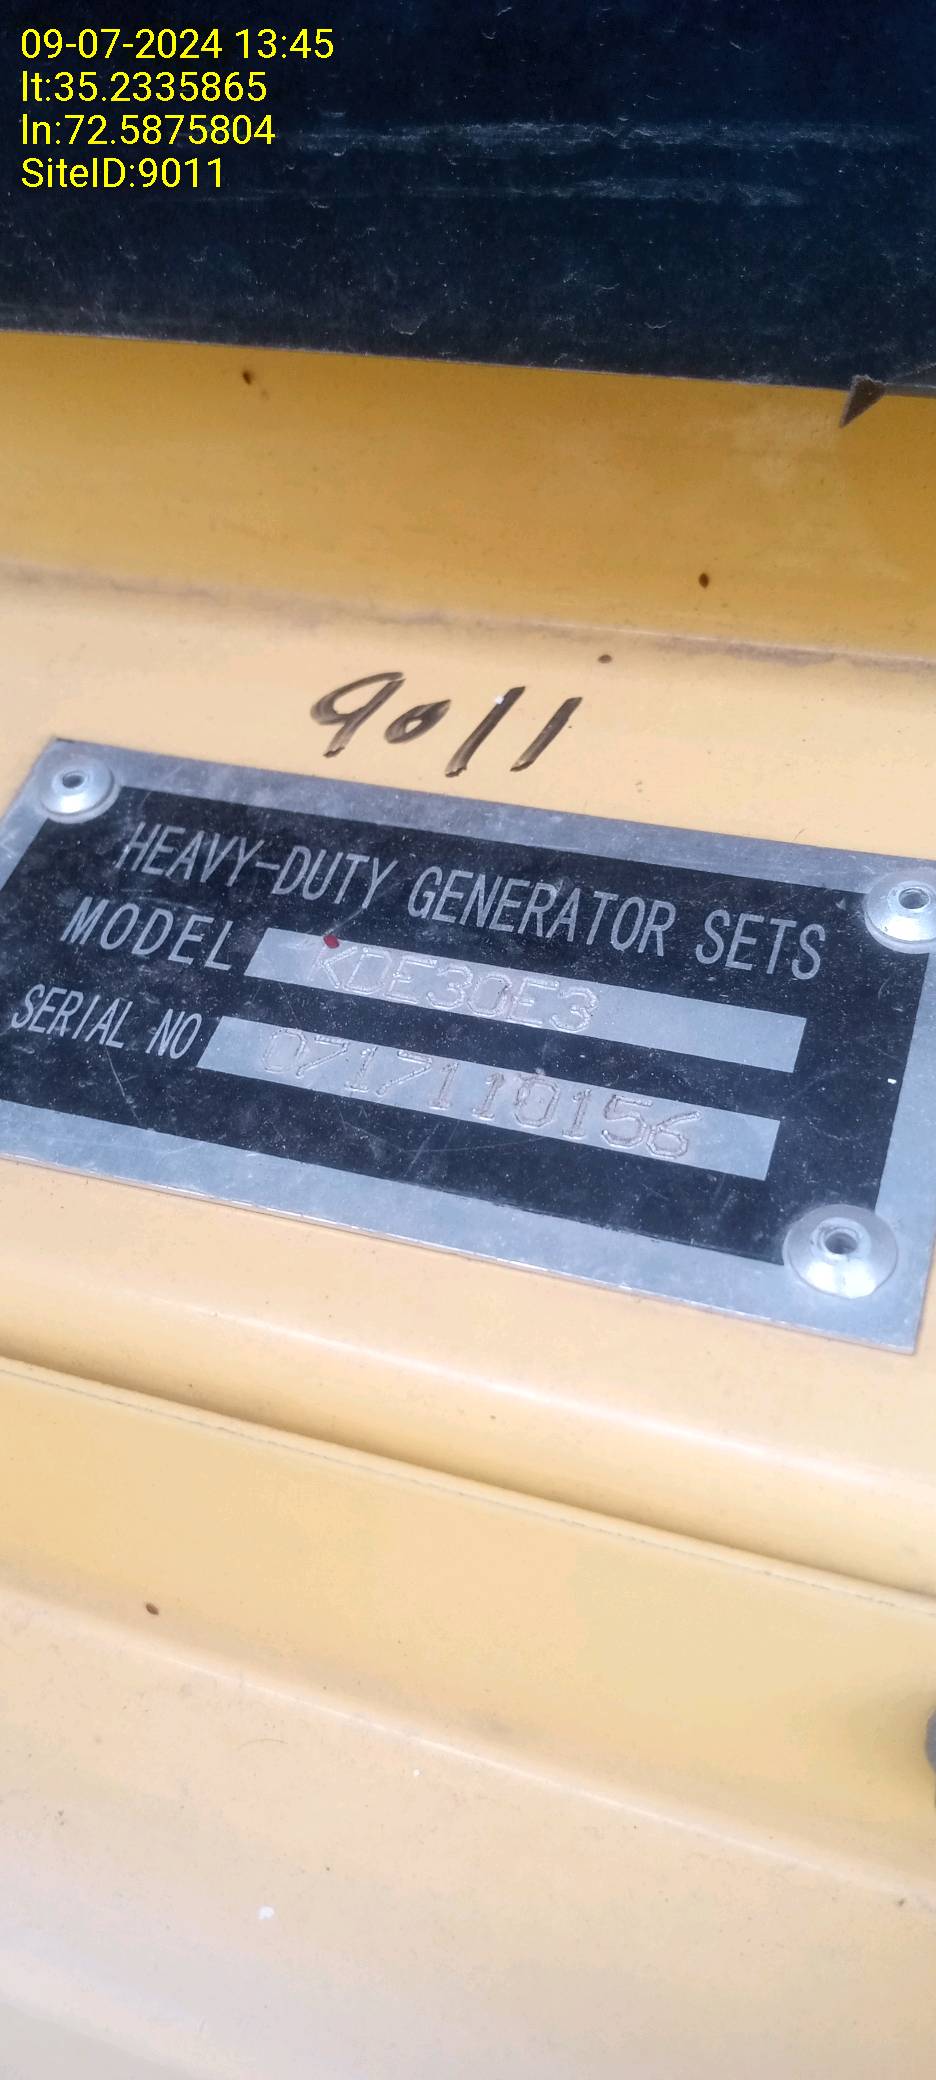 09-07-2024 13:45
lt:35.2335865
ln:72.5875804
SiteID:9011
9011
HEAVY-DUTY GENERATOR SETS
MODEL KDE30E3
SERIAL NO 0717110156